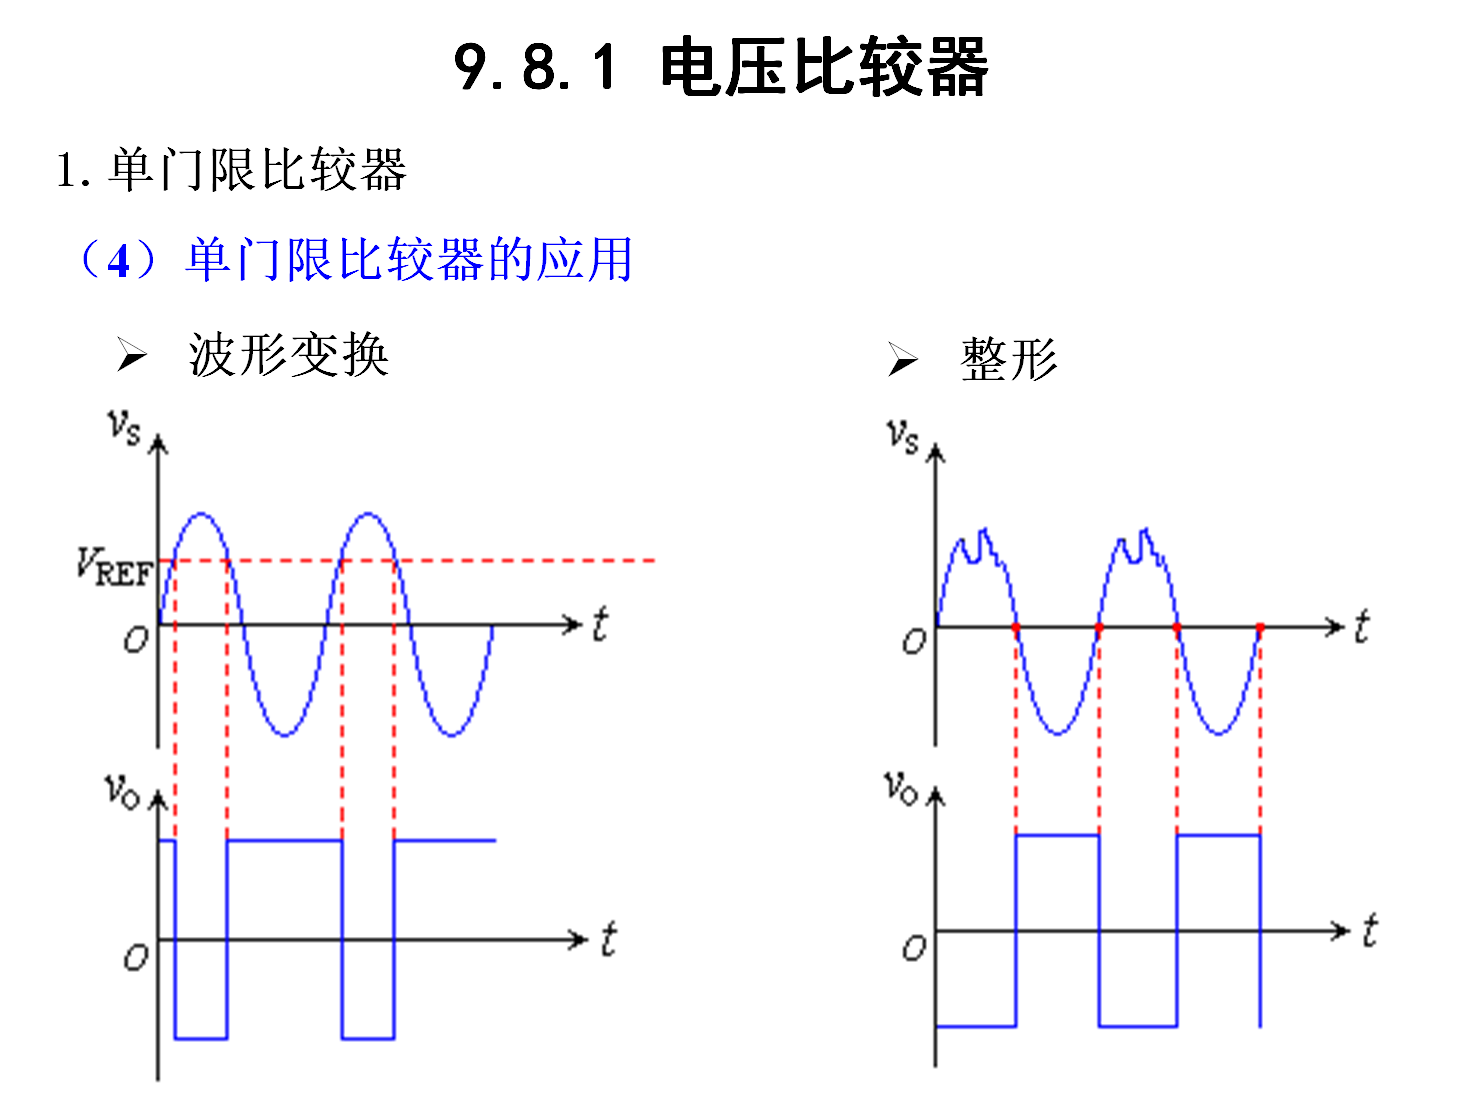 9.8.1 电压比较器
1. 单门限比较器
（4）单门限比较器的应用
➢ 波形变换
➢ 整形
vS
VREF
O
t
vO
O
t
vS
O
t
vO
O
t